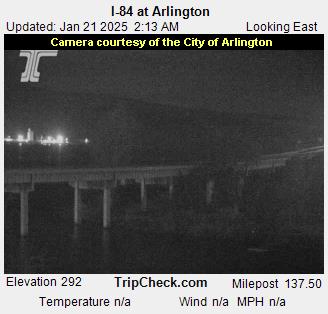 I-84 at Arlington
Updated: Jan 21 2025 2:13 AM Looking East
Camera courtesy of the City of Arlington
Elevation 292 TripCheck.com Milepost 137.50
Temperature n/a Wind n/a MPH n/a